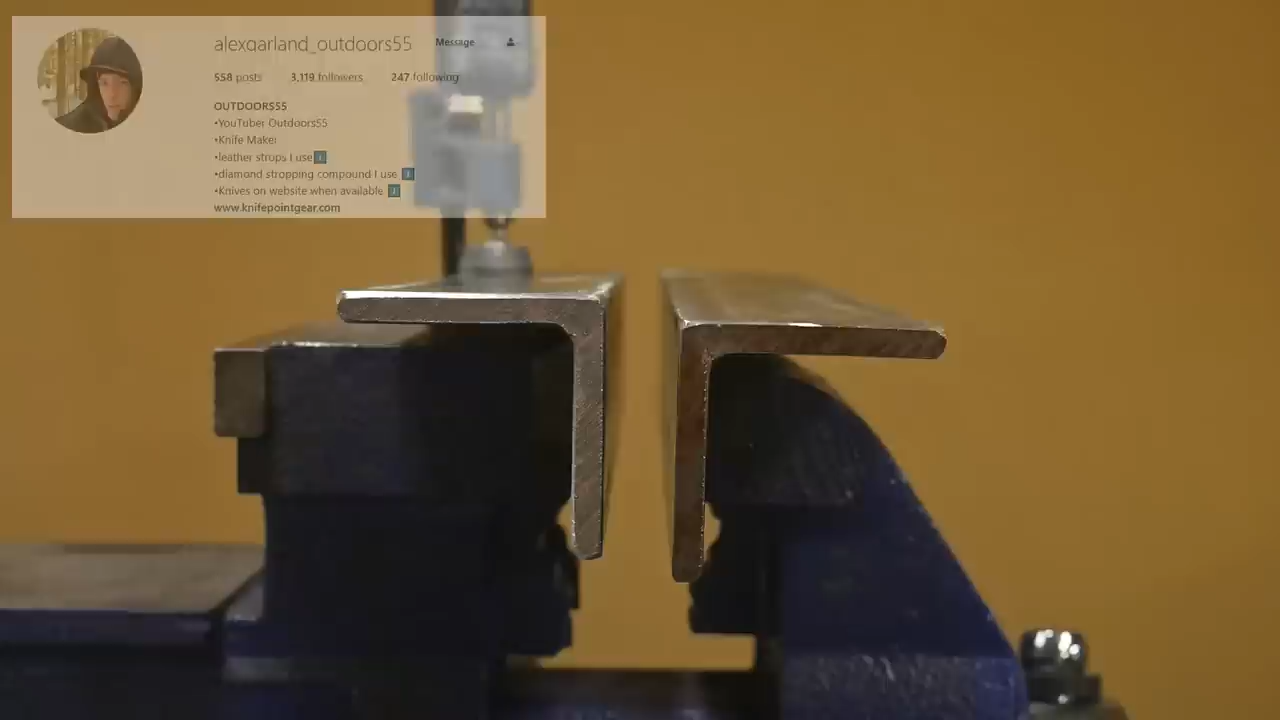 alexgarland_outdoors55 Message
558 posts 3,119 followers 247 following
OUTDOORS55
•YouTuber Outdoors55
•Knife Maker
•leather strops I use
•diamond stropping compound I use
•Knives on website when available
www.knifepointgear.com